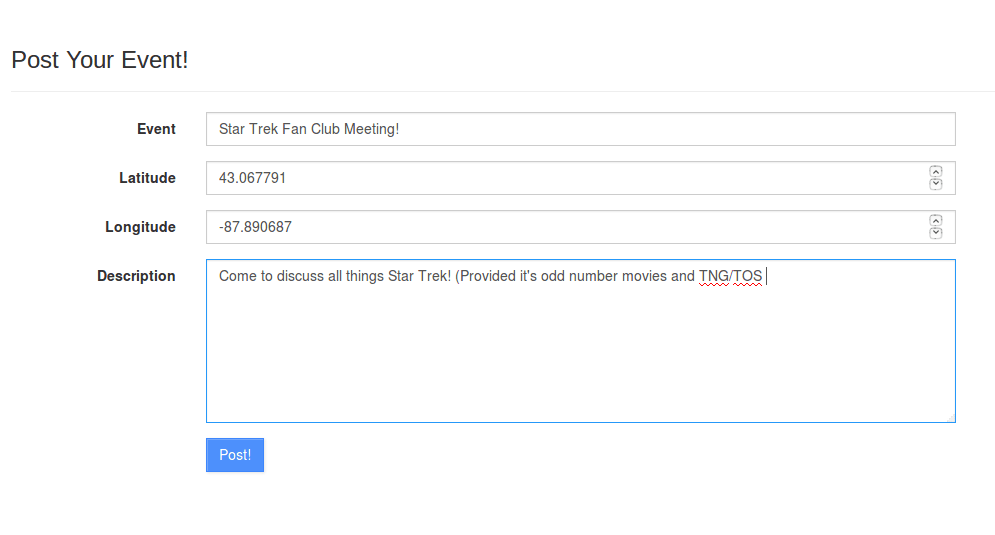 Post Your Event!
Event Star Trek Fan Club Meeting!
Latitude 43.067791
Longitude -87.890687
Description Come to discuss all things Star Trek! (Provided it's odd number movies and TNG/TOS
Post!